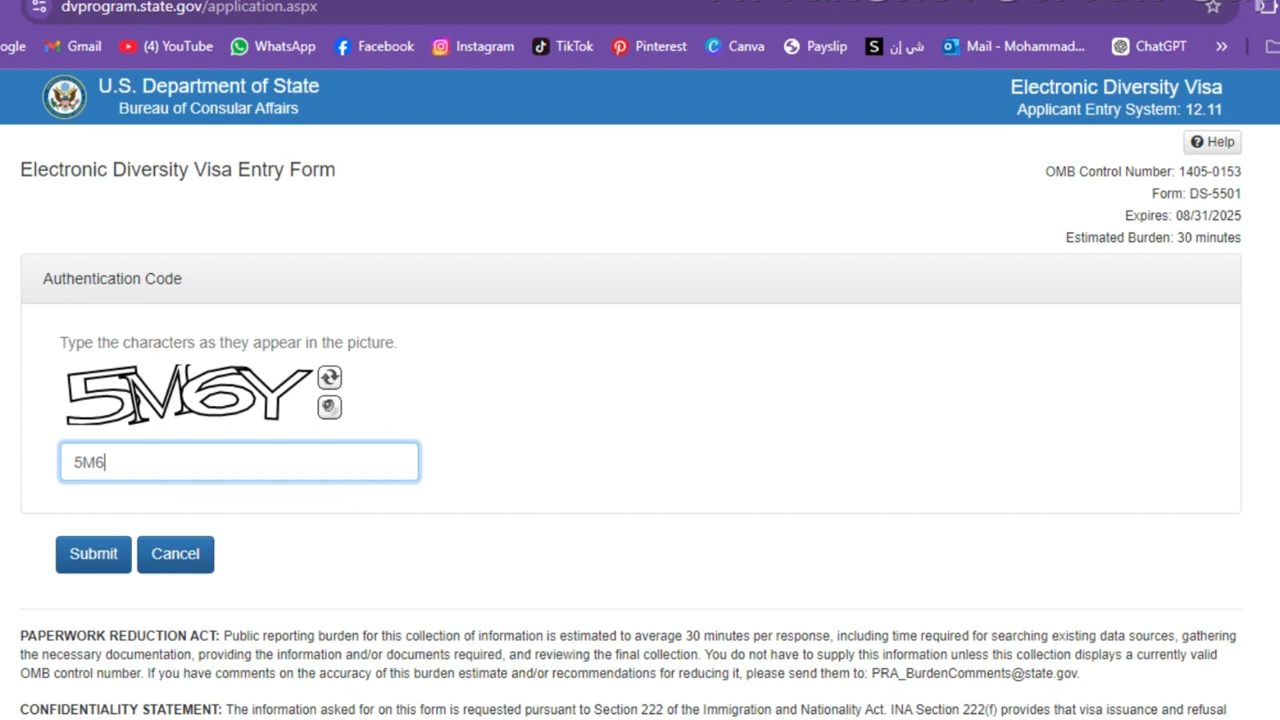 dvprogram.state.gov/application.aspx
ogle Gmail (4) YouTube WhatsApp Facebook Instagram TikTok Pinterest Canva Payslip شي إن Mail - Mohammad... ChatGPT »
U.S. Department of State
Bureau of Consular Affairs
Electronic Diversity Visa
Applicant Entry System: 12.11
Help
Electronic Diversity Visa Entry Form
OMB Control Number: 1405-0153
Form: DS-5501
Expires: 08/31/2025
Estimated Burden: 30 minutes
Authentication Code
Type the characters as they appear in the picture.
5M6Y
5M6
Submit Cancel
PAPERWORK REDUCTION ACT: Public reporting burden for this collection of information is estimated to average 30 minutes per response, including time required for searching existing data sources, gathering
the necessary documentation, providing the information and/or documents required, and reviewing the final collection. You do not have to supply this information unless this collection displays a currently valid
OMB control number. If you have comments on the accuracy of this burden estimate and/or recommendations for reducing it, please send them to: PRA_BurdenComments@state.gov.
CONFIDENTIALITY STATEMENT: The information asked for on this form is requested pursuant to Section 222 of the Immigration and Nationality Act. INA Section 222(f) provides that visa issuance and refusal